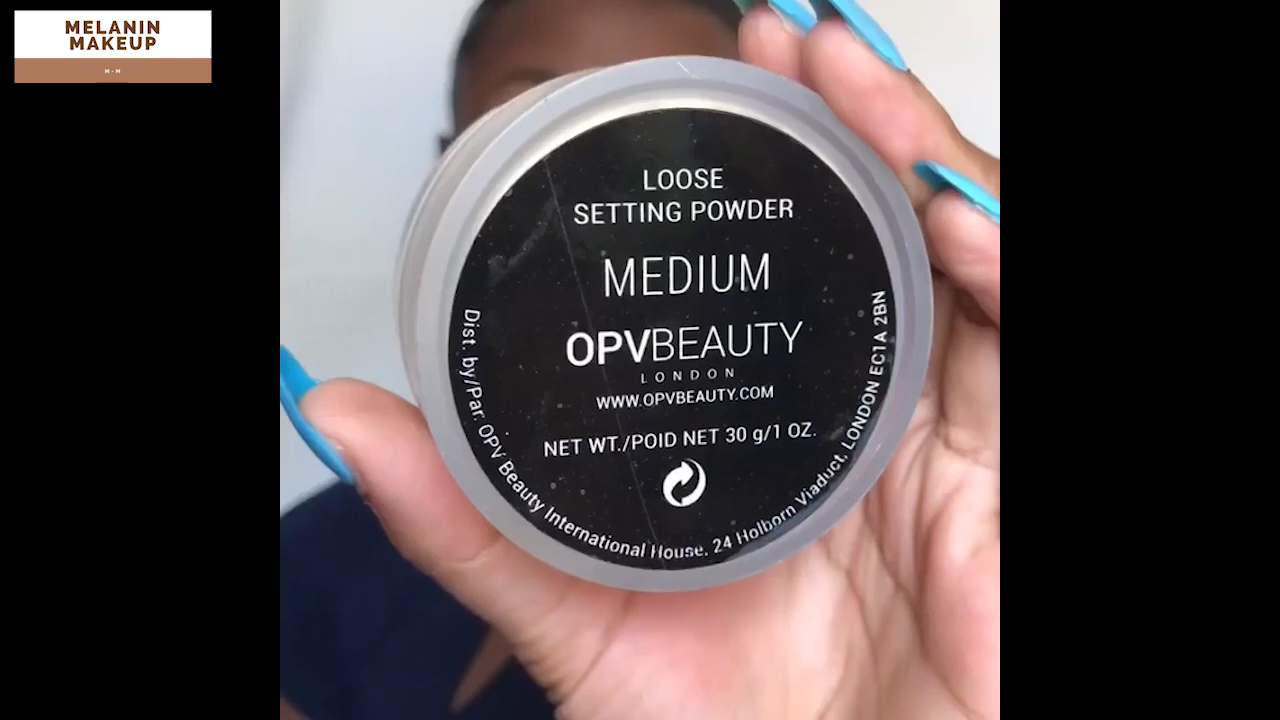 MELANIN
MAKEUP
M-M
LOOSE
SETTING POWDER
MEDIUM
OPVBEAUTY
LONDON
WWW.OPVBEAUTY.COM
NET WT./POID NET 30 g/1 OZ.
Dist. by/Par: OPV Beauty International House, 24 Holborn Viaduct, LONDON EC1A 2BN